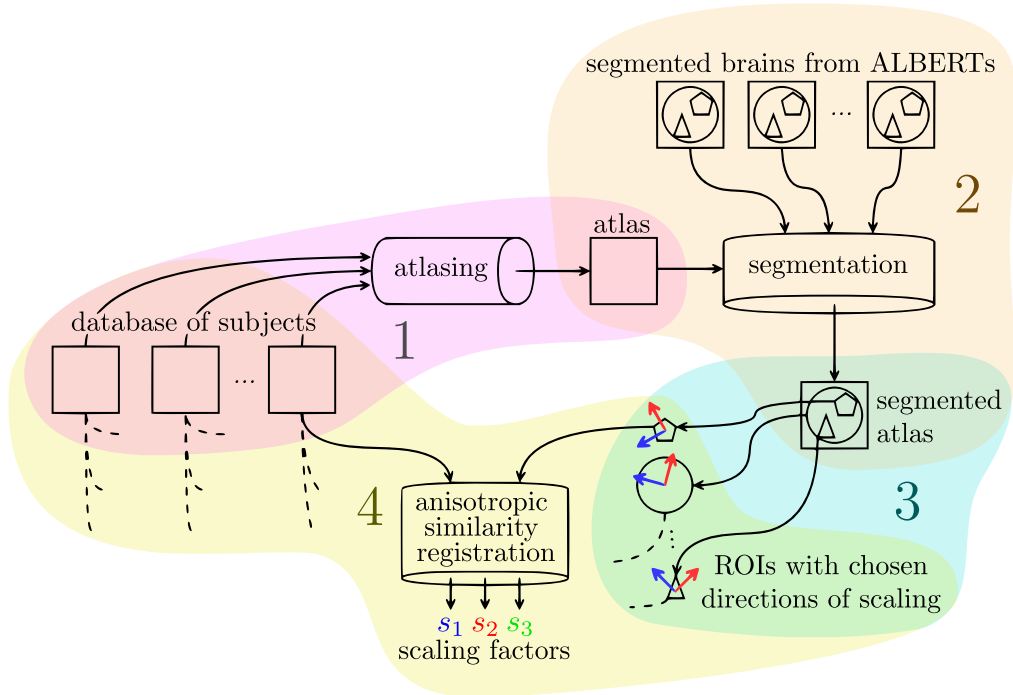 segmented brains from ALBERTs
...
2
atlas
atlasing
segmentation
database of subjects
1
...
segmented
atlas
4
3
anisotropic
similarity
registration
ROIs with chosen
directions of scaling
s1 s2 s3
scaling factors